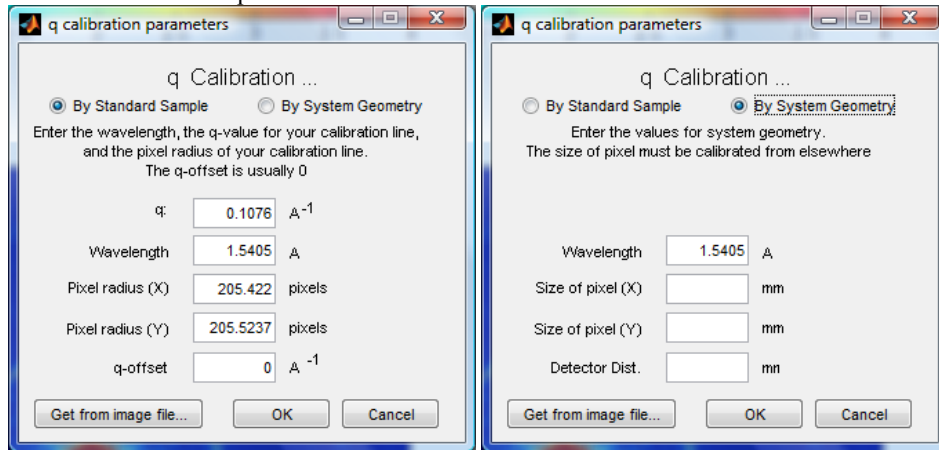 q calibration parameters
q Calibration ...
By Standard Sample
By System Geometry
Enter the wavelength, the q-value for your calibration line,
and the pixel radius of your calibration line.
The q-offset is usually 0
q: 0.1076 A-1
Wavelength 1.5405 A
Pixel radius (X) 205.422 pixels
Pixel radius (Y) 205.5237 pixels
q-offset 0 A -1
Get from image file... OK Cancel
q calibration parameters
q Calibration ...
By Standard Sample
By System Geometry
Enter the values for system geometry.
The size of pixel must be calibrated from elsewhere
Wavelength 1.5405 A
Size of pixel (X) mm
Size of pixel (Y) mm
Detector Dist. mn
Get from image file... OK Cancel